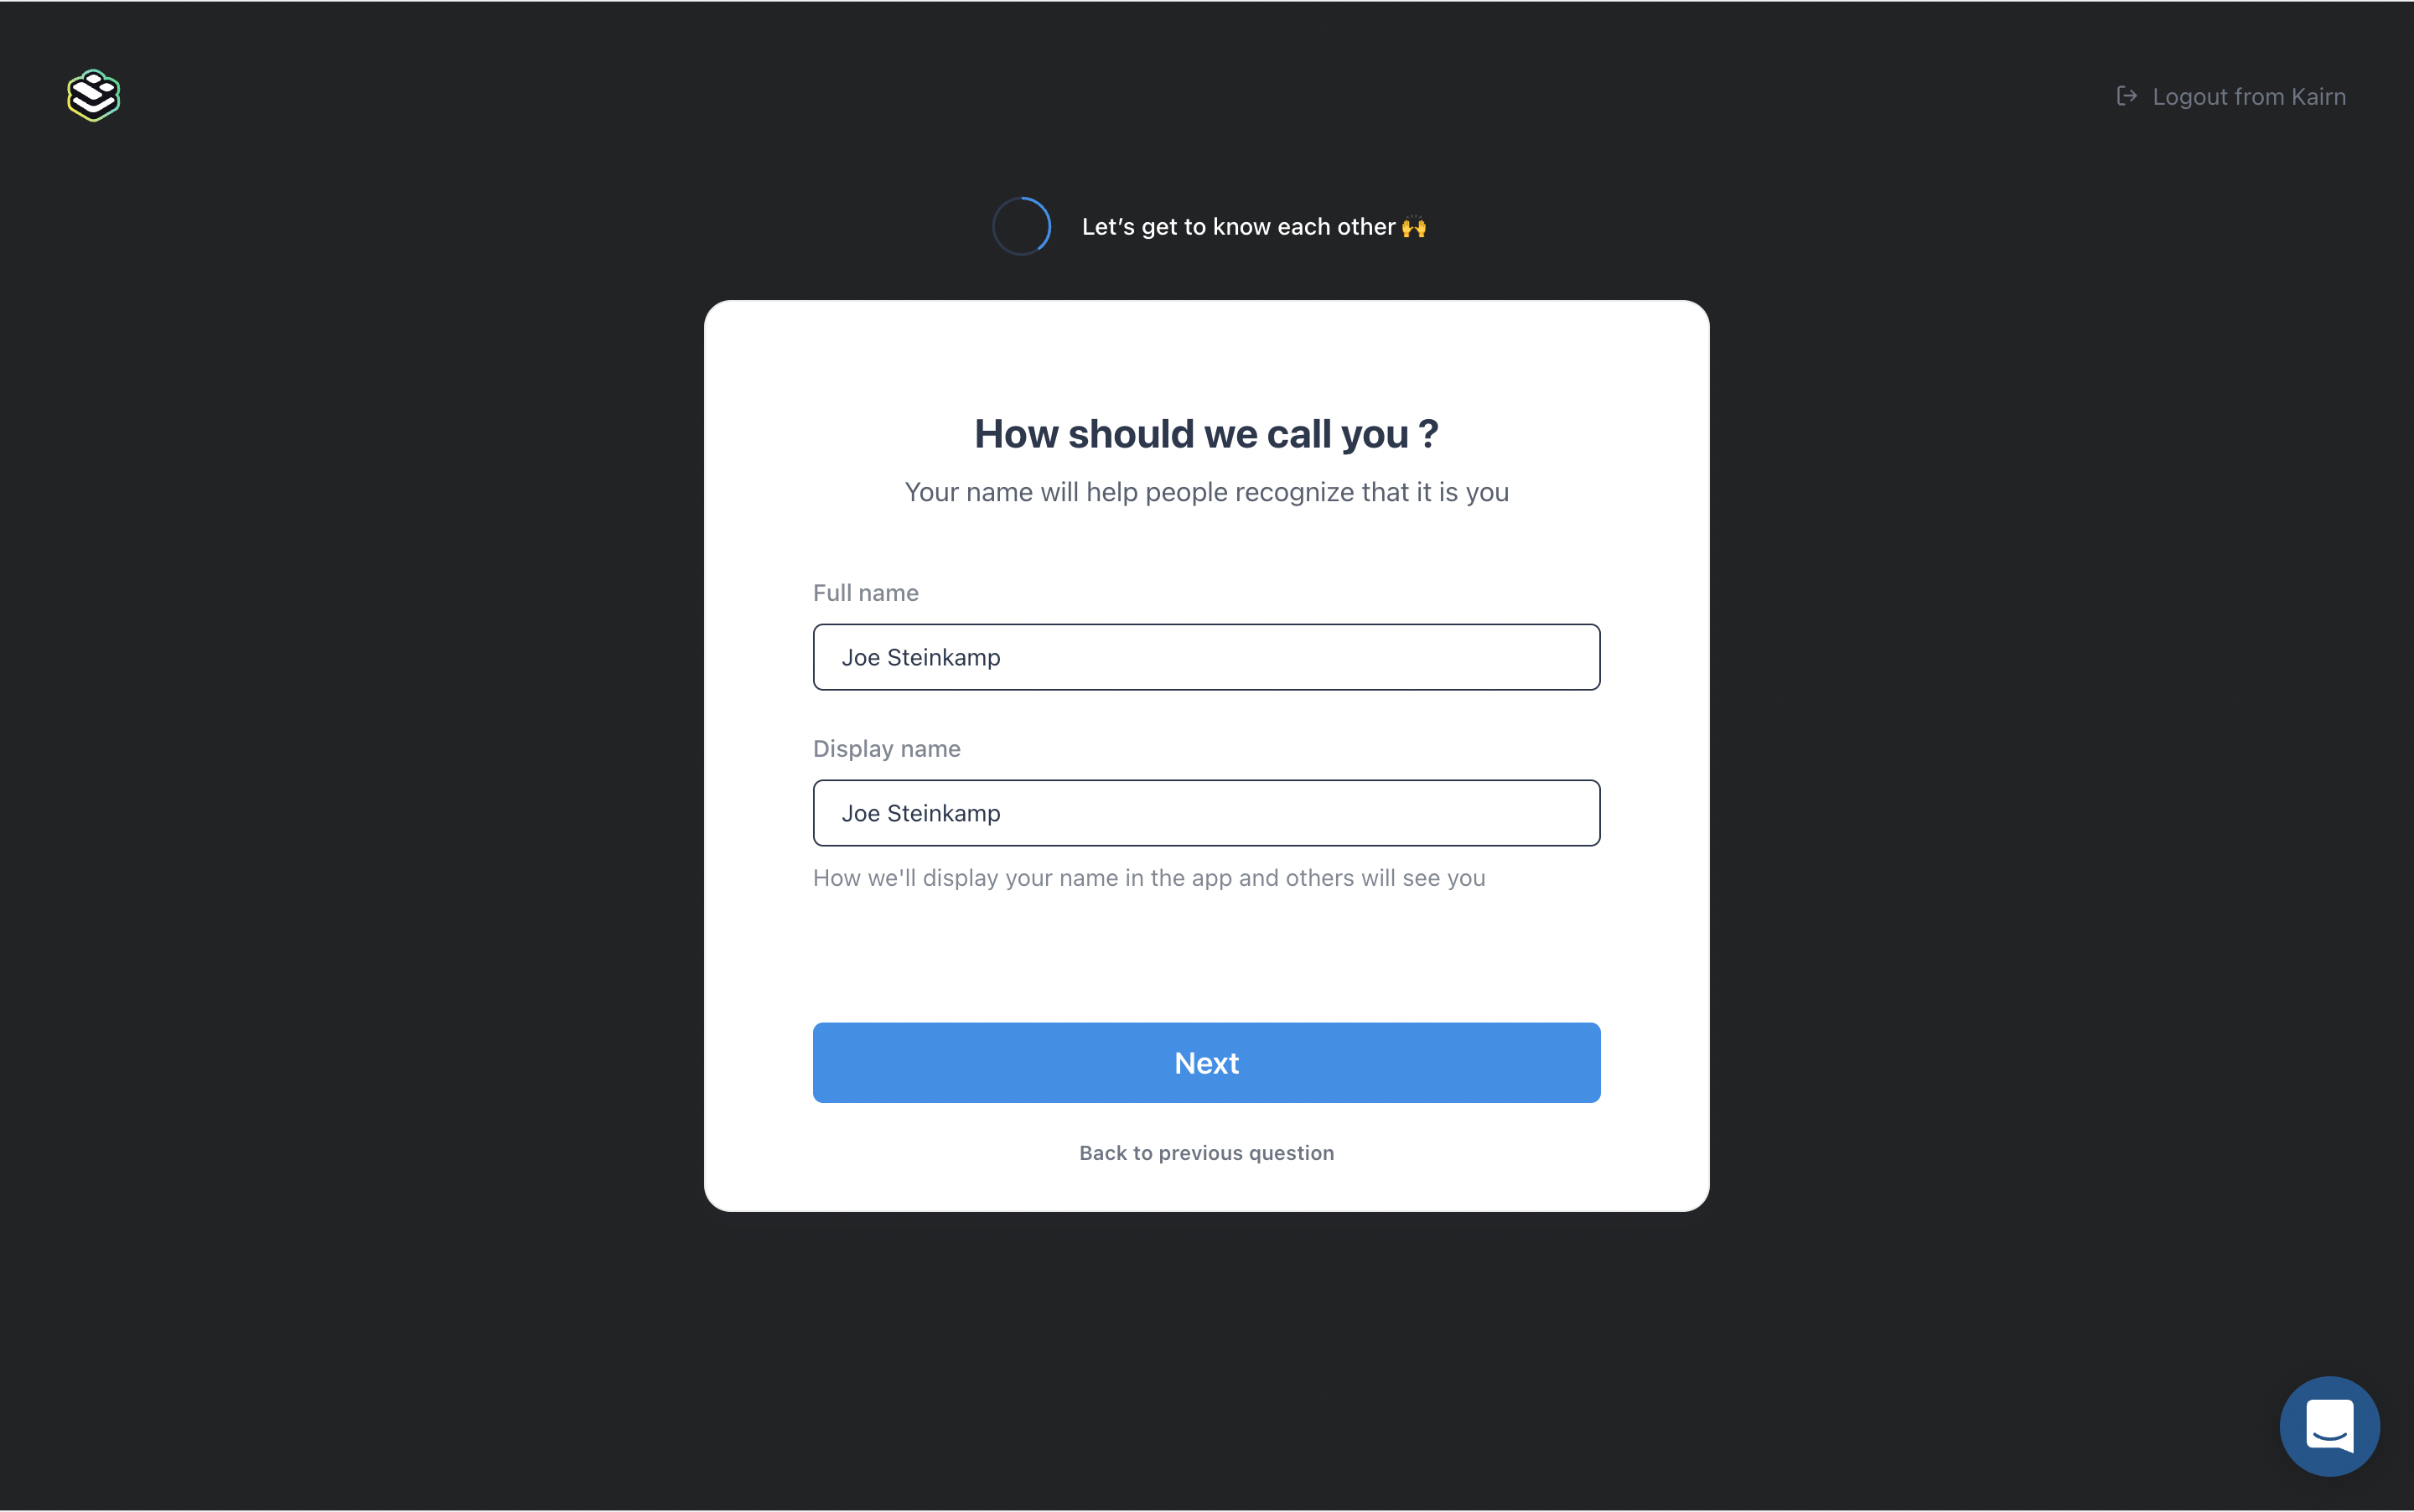 Logout from Kairn
Let’s get to know each other 🙌
How should we call you ?
Your name will help people recognize that it is you
Full name
Joe Steinkamp
Display name
Joe Steinkamp
How we'll display your name in the app and others will see you
Next
Back to previous question